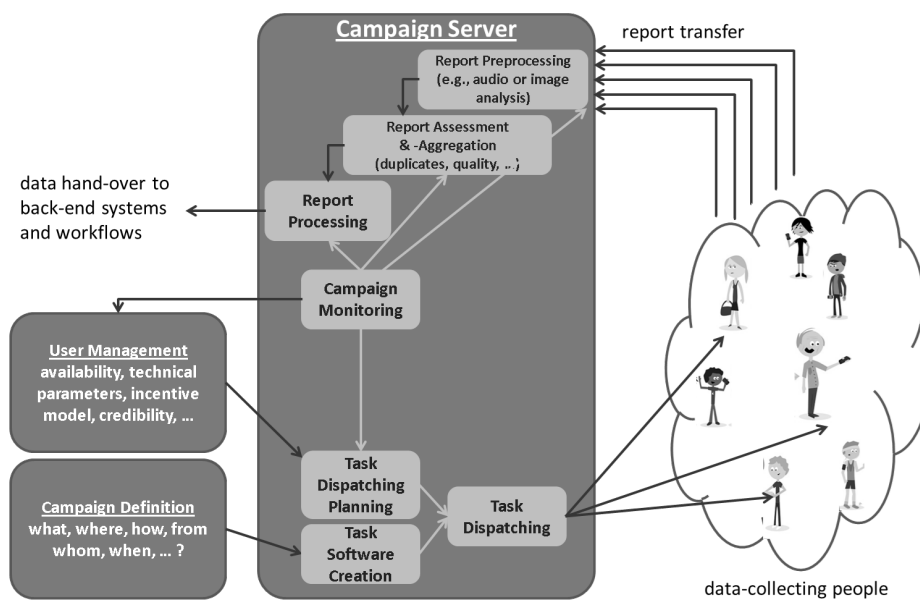 Campaign Server
report transfer
Report Preprocessing
(e.g., audio or image
analysis)
Report Assessment
& -Aggregation
(duplicates, quality, ...)
data hand-over to
back-end systems
and workflows
Report
Processing
Campaign
Monitoring
User Management
availability, technical
parameters, incentive
model, credibility, ...
Task
Dispatching
Planning
Campaign Definition
what, where, how, from
whom, when, ... ?
Task
Dispatching
Task
Software
Creation
data-collecting people